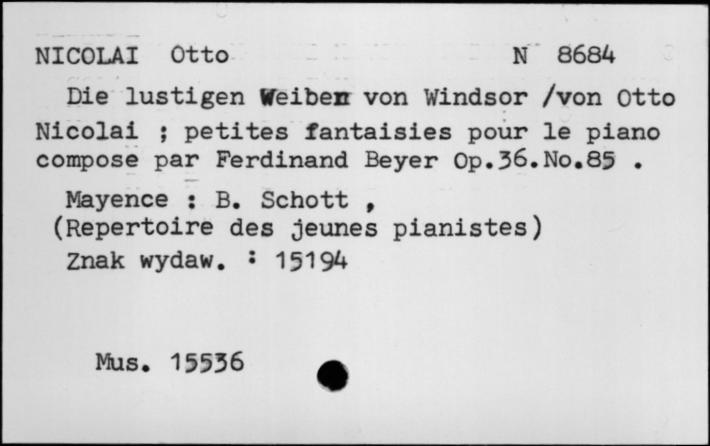 NICOLAI Otto N 8684
Die lustigen Weiber von Windsor /von Otto
Nicolai ; petites fantaisies pour le piano
compose par Ferdinand Beyer Op.36.No.85 .
Mayence : B. Schott ,
(Repertoire des jeunes pianistes)
Znak wydaw. : 15194
Mus. 15536